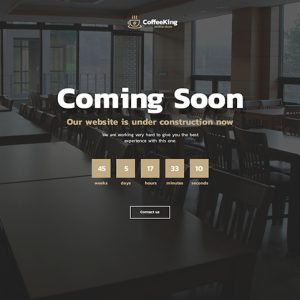 CoffeeKing
Coming Soon
Our website is under construction now
We are working very hard to give you the best
experience with this one.
45 5 17 33 10
weeks days hours minutes seconds
Contact us